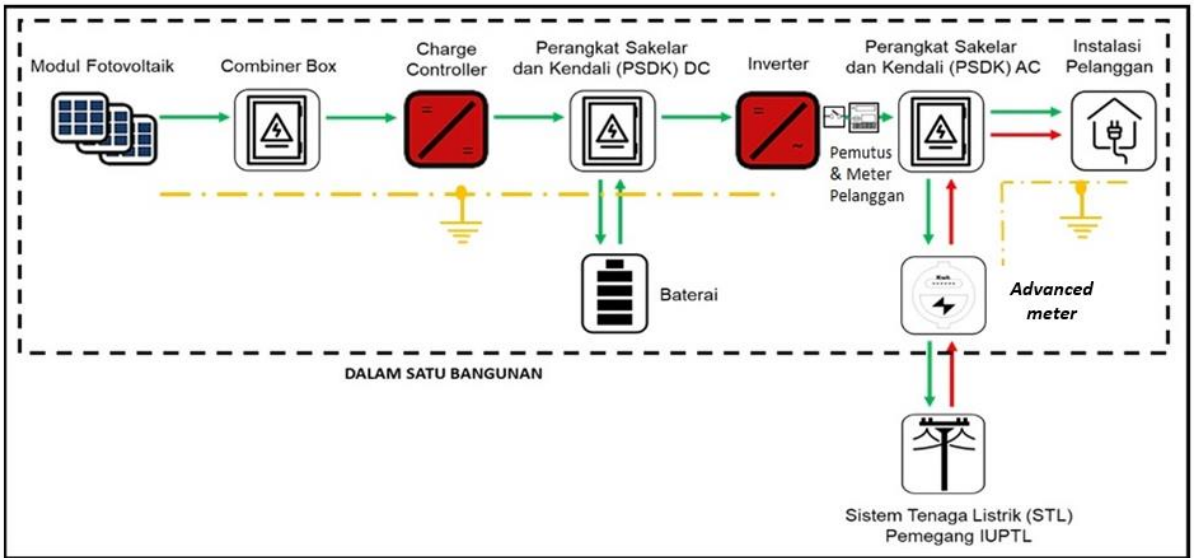 Modul Fotovoltaik
Combiner Box
Charge
Controller
Perangkat Sakelar
dan Kendali (PSDK) DC
Inverter
Perangkat Sakelar
dan Kendali (PSDK) AC
Instalasi
Pelanggan
Pemutus
& Meter
Pelanggan
Baterai
Kwh
Advanced
meter
DALAM SATU BANGUNAN
Sistem Tenaga Listrik (STL)
Pemegang IUPTL